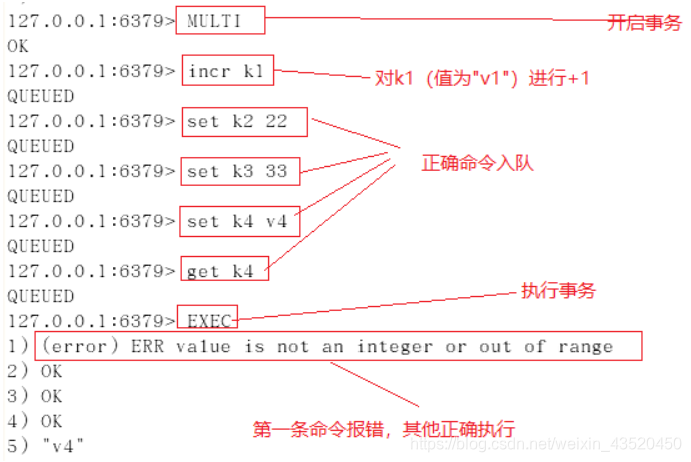 127.0.0.1:6379> MULTI 开启事务
OK
127.0.0.1:6379> incr k1 对k1（值为"v1"）进行+1
QUEUED
127.0.0.1:6379> set k2 22
QUEUED
127.0.0.1:6379> set k3 33 正确命令入队
QUEUED
127.0.0.1:6379> set k4 v4
QUEUED
127.0.0.1:6379> get k4
QUEUED 执行事务
127.0.0.1:6379> EXEC
1) (error) ERR value is not an integer or out of range
2) OK
3) OK
4) OK 第一条命令报错，其他正确执行
5) "v4" https://blog.csdn.net/weixin_43520450